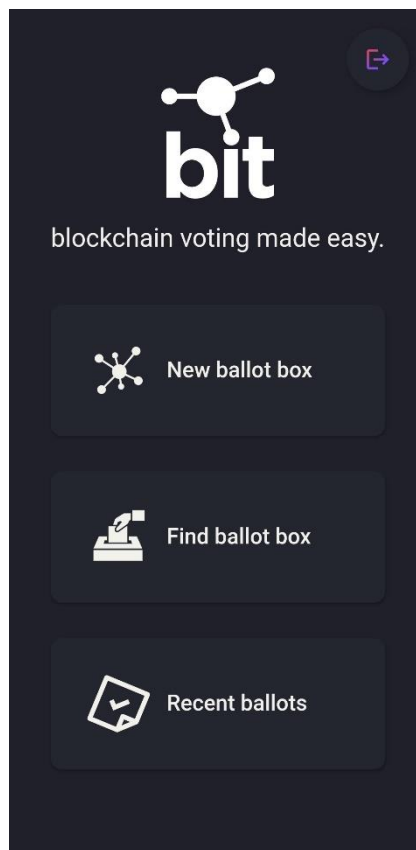 bit
blockchain voting made easy.
New ballot box
Find ballot box
Recent ballots